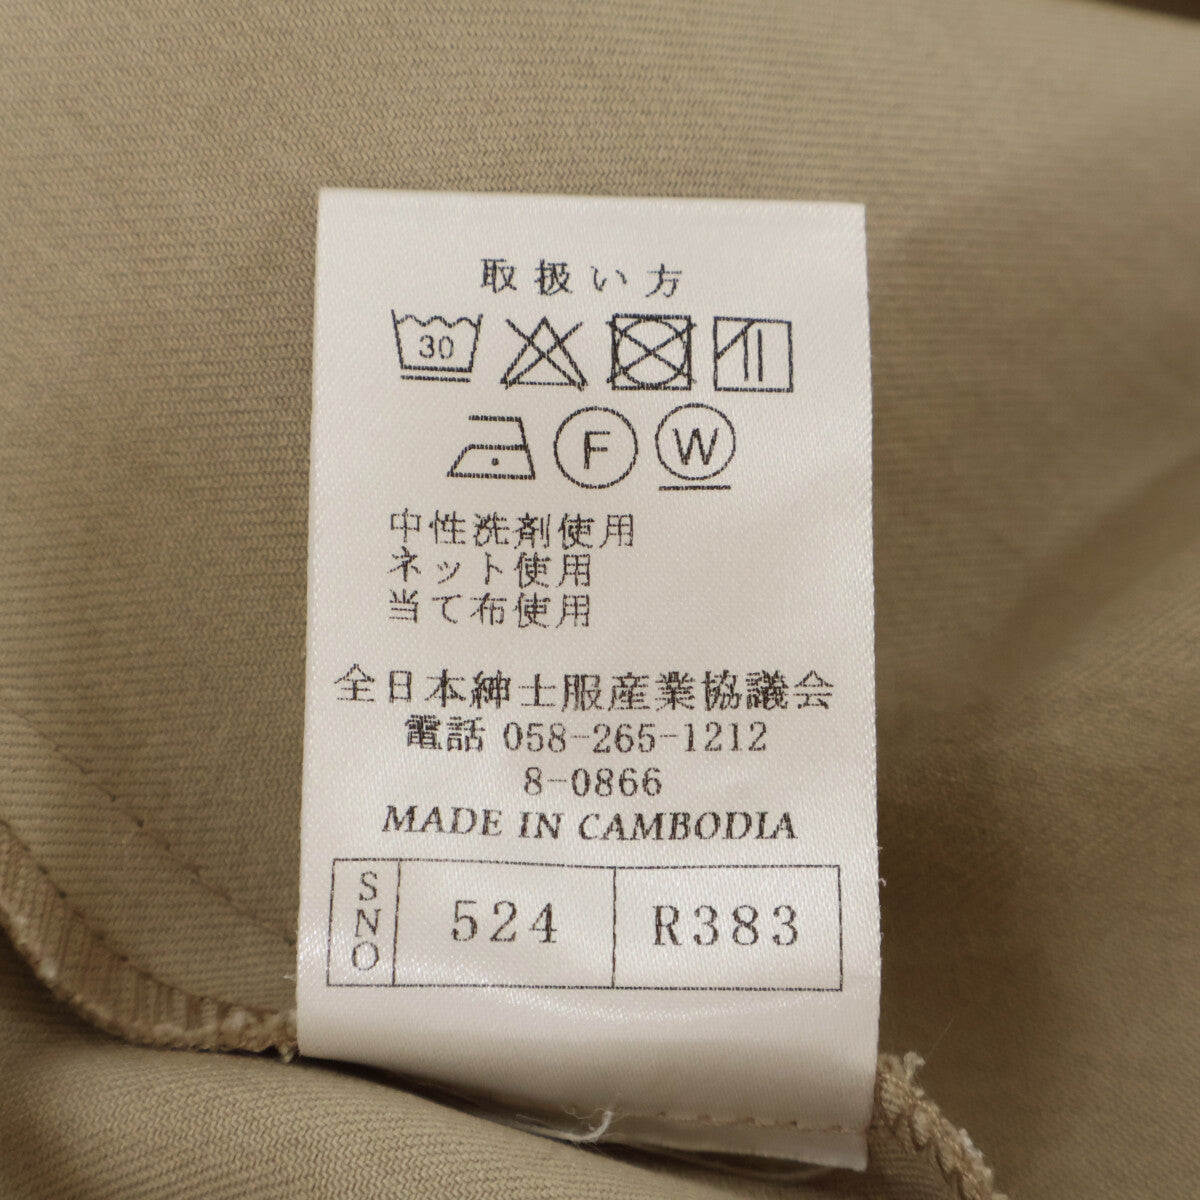 取扱い方
30
F W
中性洗剤使用
ネット使用
当て布使用
全日本紳士服産業協議会
電話 058-265-1212
8-0866
MADE IN CAMBODIA
SNO 524 R383